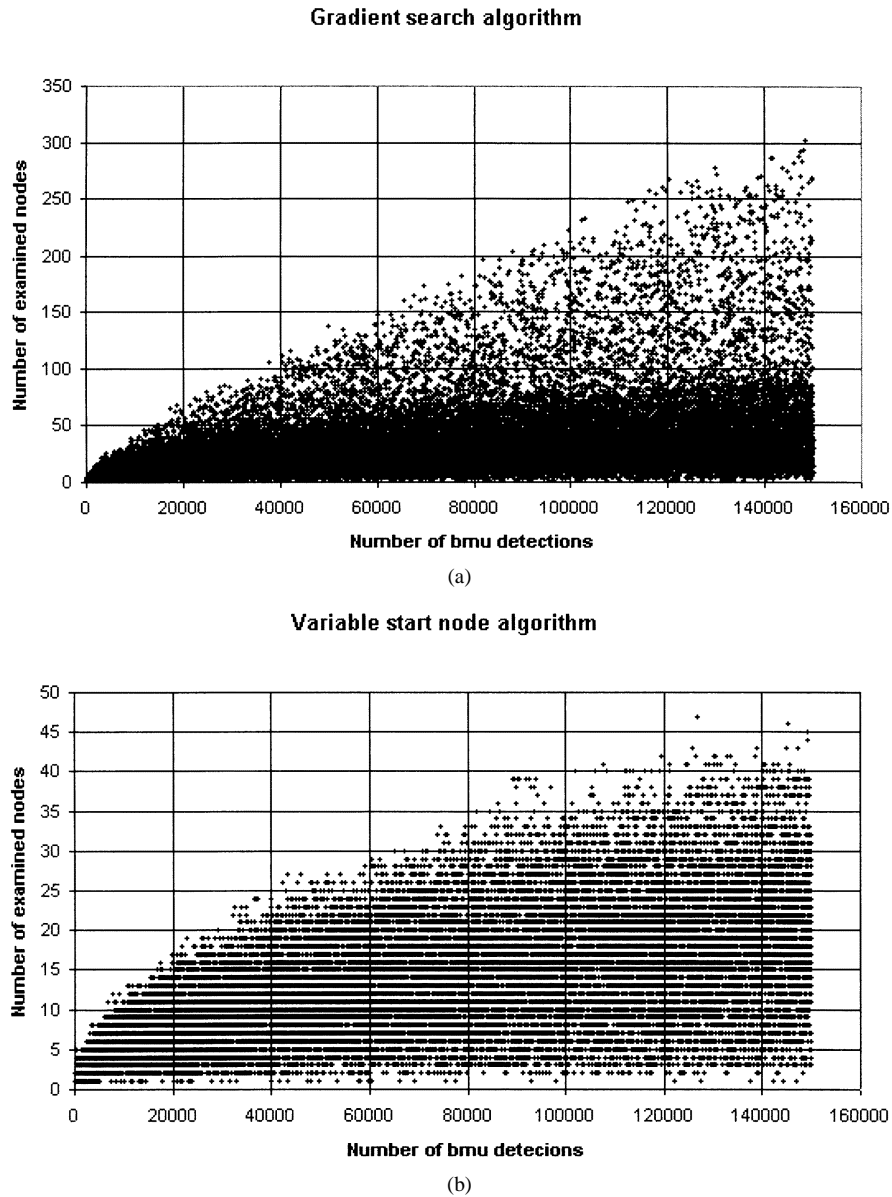 Gradient search algorithm
350
300
250
200
150
100
50
0
Number of examined nodes
0 20000 40000 60000 80000 100000 120000 140000 160000
Number of bmu detections
(a)
Variable start node algorithm
50
45
40
35
30
25
20
15
10
5
0
Number of examined nodes
0 20000 40000 60000 80000 100000 120000 140000 160000
Number of bmu detecions
(b)